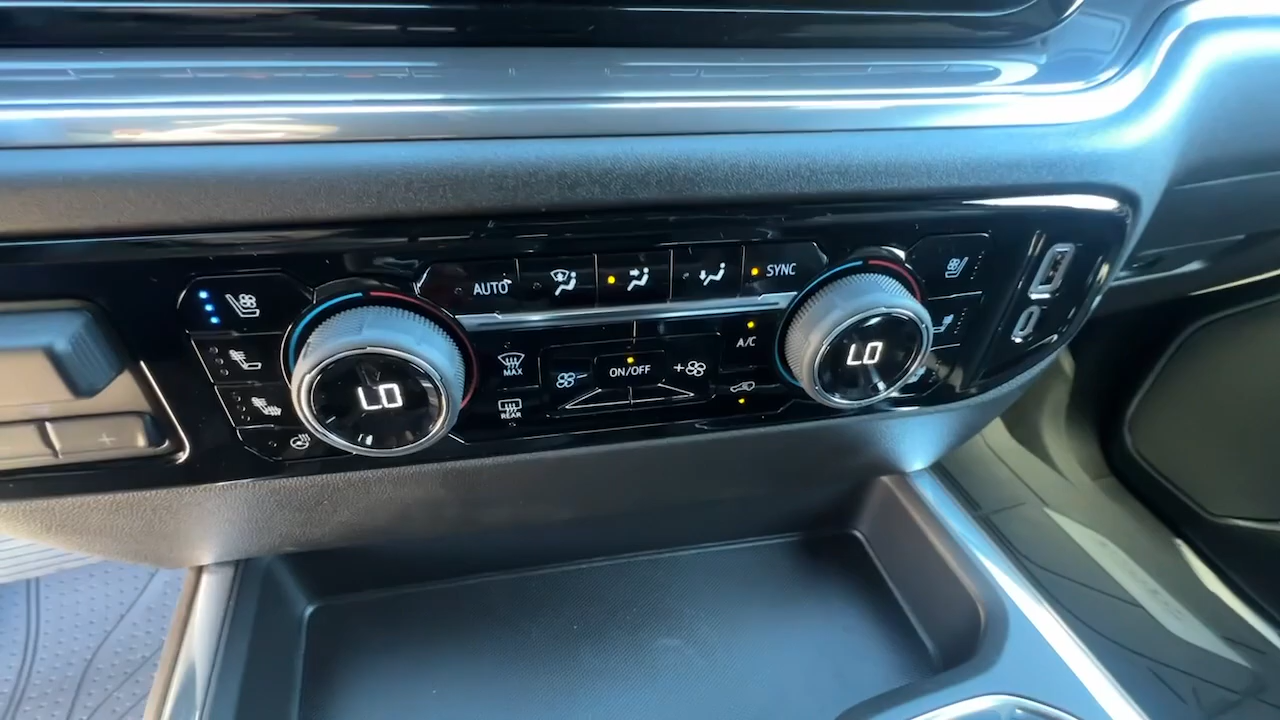 AUTO
SYNC
A/C
MAX
ON/OFF
+
REAR
LO
LO
+